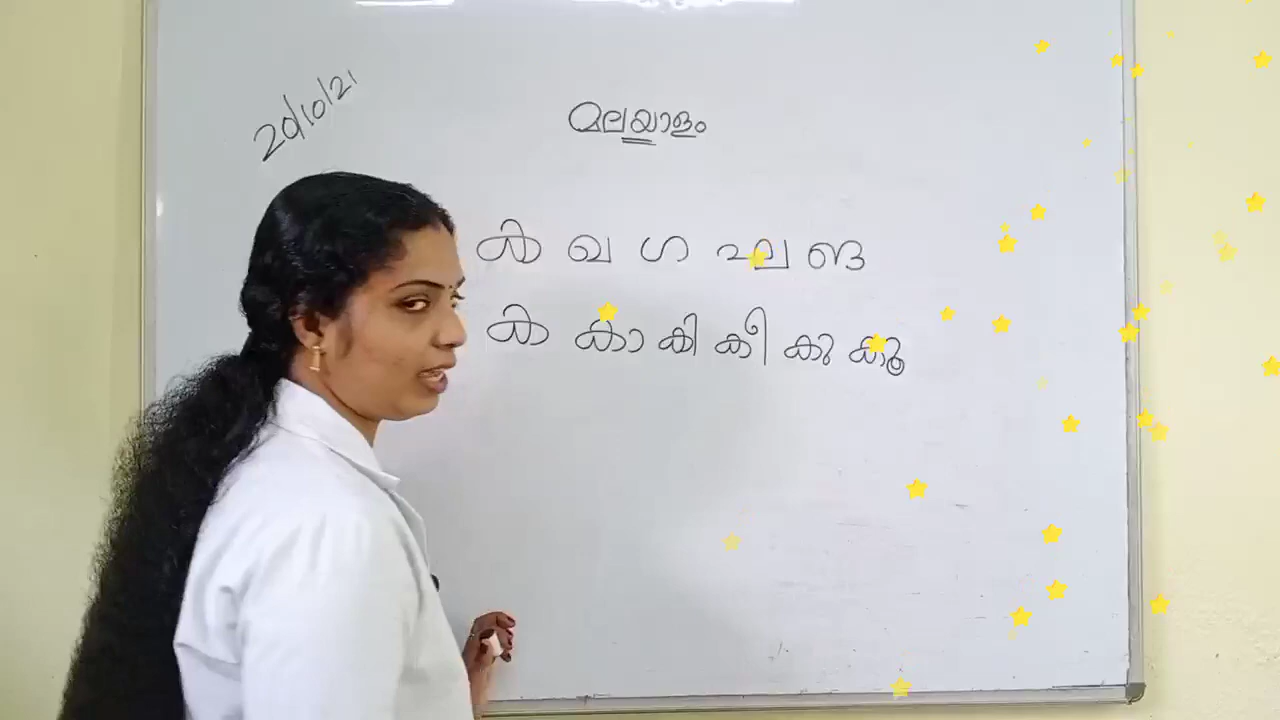 20/10/21
മലയാളം
ക ഖ ഗ ഘ ങ
ക കാ കി കീ കു കൂ